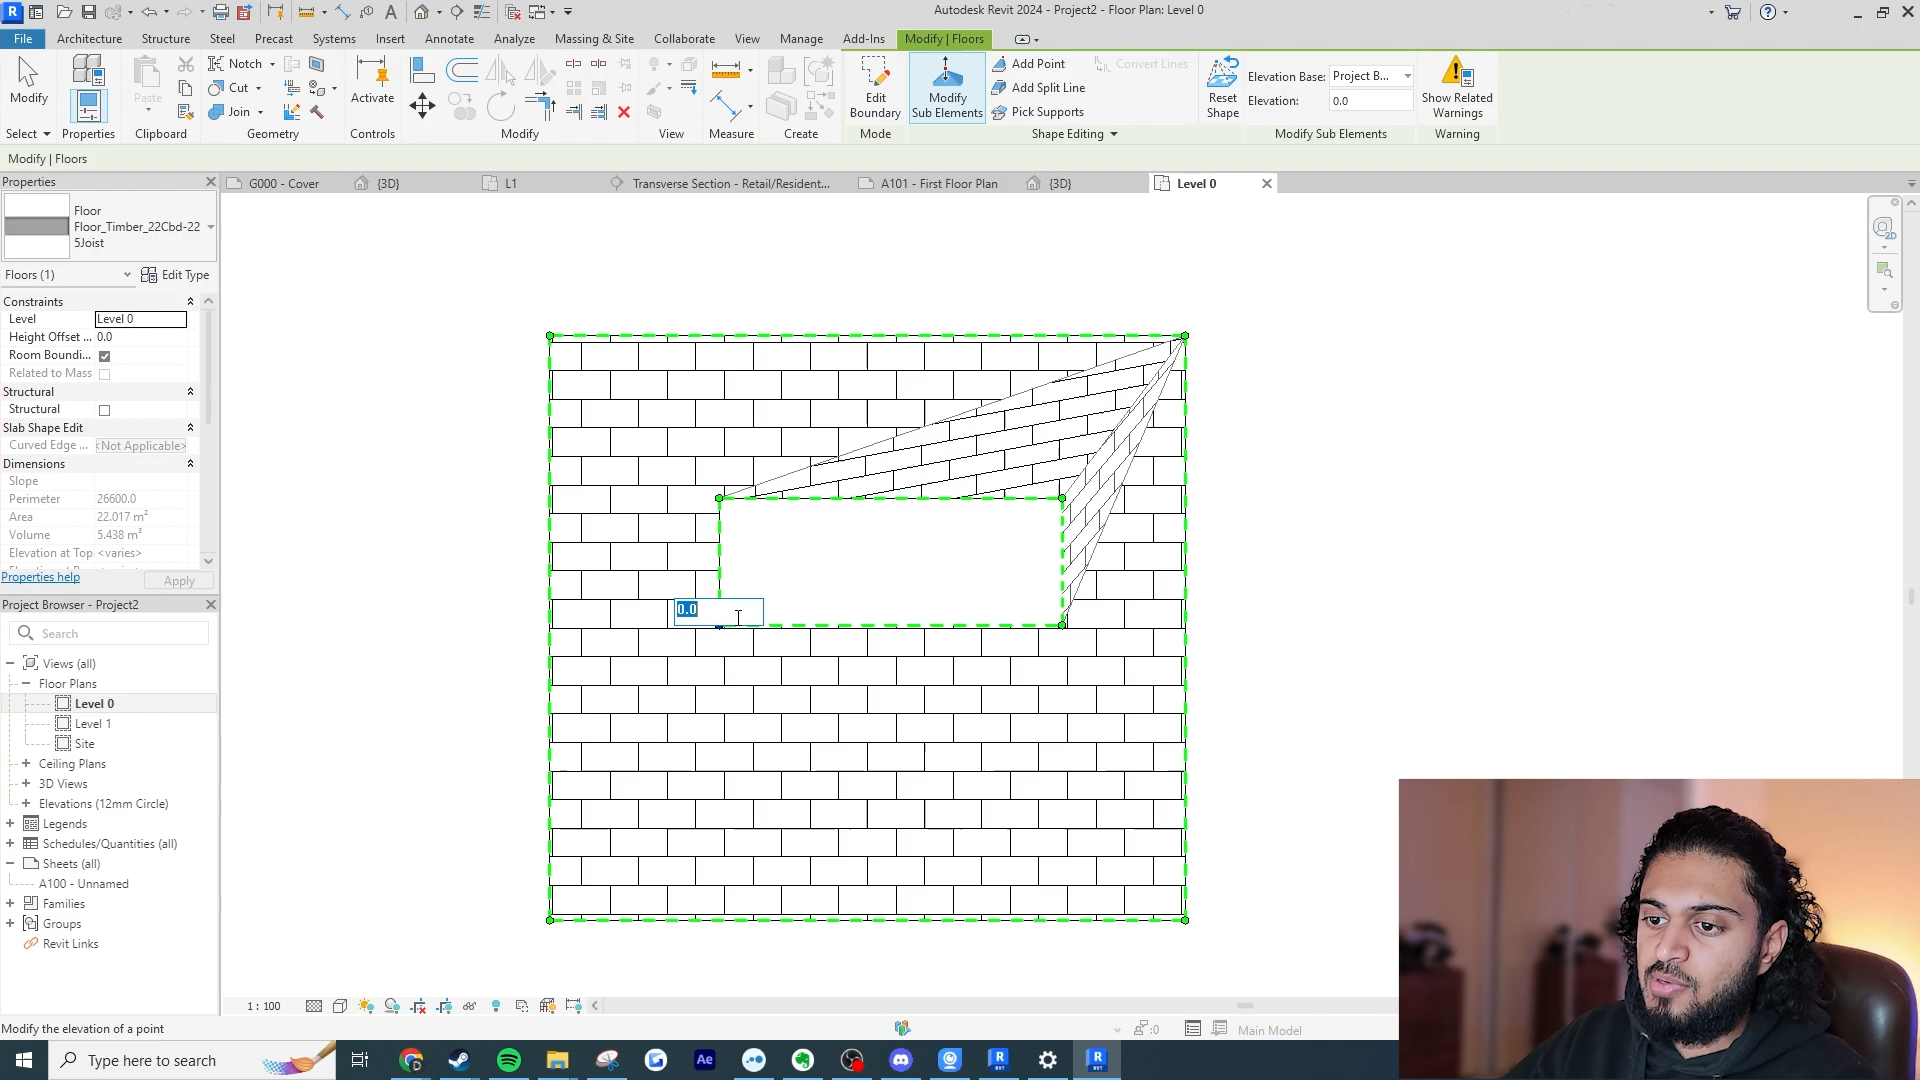 Autodesk Revit 2024 - Project2 - Floor Plan: Level 0
File
Architecture
Structure
Steel
Precast
Systems
Insert
Annotate
Analyze
Massing & Site
Collaborate
View
Manage
Add-Ins
Modify | Floors
Modify
Select
Properties
Paste
Clipboard
Notch
Cut
Join
Geometry
Activate
Controls
Modify
View
Measure
Create
Edit
Boundary
Mode
Modify
Sub Elements
Add Point
Add Split Line
Pick Supports
Convert Lines
Shape Editing
Reset
Shape
Elevation Base: Project B...
Elevation: 0.0
Modify Sub Elements
Show Related
Warnings
Warning
Modify | Floors
Properties
G000 - Cover
{3D}
L1
Transverse Section - Retail/Resident...
A101 - First Floor Plan
{3D}
Level 0
Floor
Floor_Timber_22Cbd-22
5Joist
Floors (1)
Edit Type
Constraints
Level Level 0
Height Offset ... 0.0
Room Boundi...
Related to Mass
Structural
Structural
Slab Shape Edit
Curved Edge ... <Not Applicable>
Dimensions
Slope
Perimeter 26600.0
Area 22.017 m²
Volume 5.438 m³
Elevation at Top <varies>
Properties help
Apply
Project Browser - Project2
Search
Views (all)
Floor Plans
Level 0
Level 1
Site
Ceiling Plans
3D Views
Elevations (12mm Circle)
Legends
Schedules/Quantities (all)
Sheets (all)
A100 - Unnamed
Families
Groups
Revit Links
0.0
2D
1 : 100
Modify the elevation of a point
:0
Main Model
Type here to search
Ae
R
RVT
R
RVT